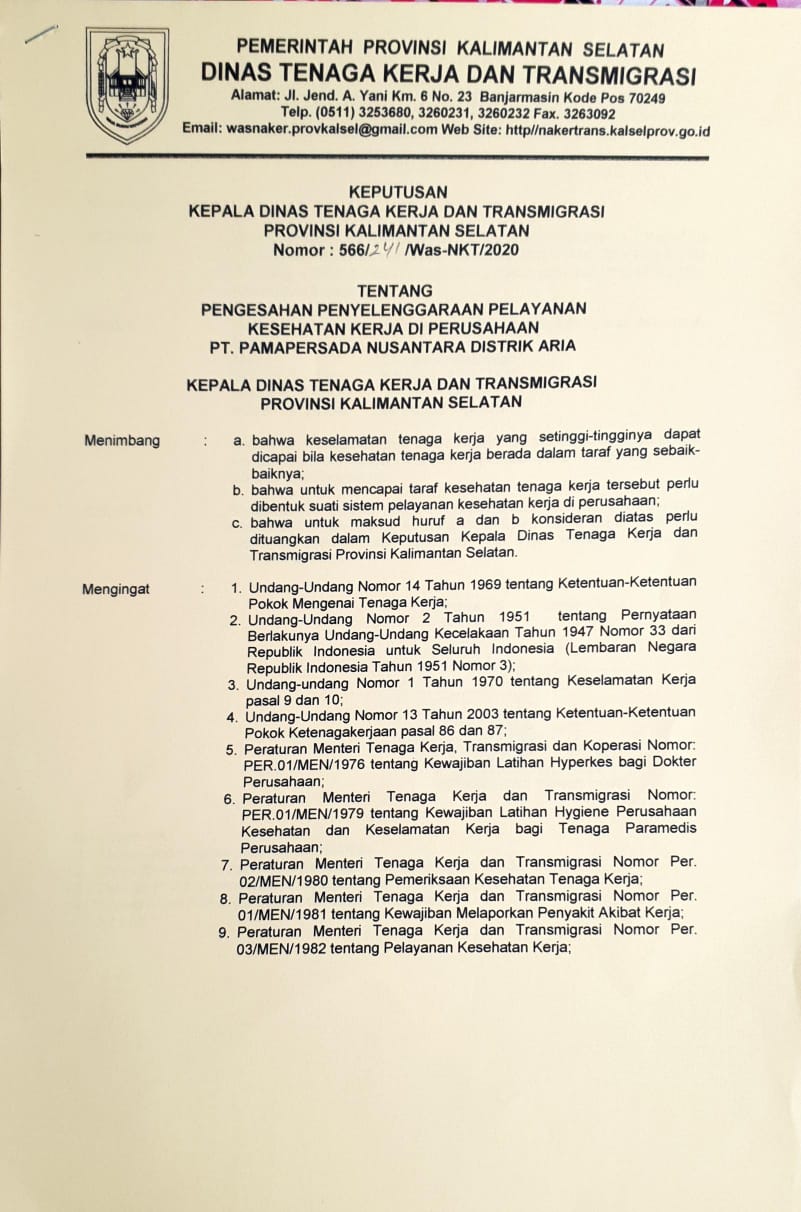 PEMERINTAH PROVINSI KALIMANTAN SELATAN
DINAS TENAGA KERJA DAN TRANSMIGRASI
Alamat: Jl. Jend. A. Yani Km. 6 No. 23 Banjarmasin Kode Pos 70249
Telp. (0511) 3253680, 3260231, 3260232 Fax. 3263092
Email: wasnaker.provkalsel@gmail.com Web Site: http//nakertrans.kalselprov.go.id
KEPUTUSAN
KEPALA DINAS TENAGA KERJA DAN TRANSMIGRASI
PROVINSI KALIMANTAN SELATAN
Nomor : 566/241/Was-NKT/2020
TENTANG
PENGESAHAN PENYELENGGARAAN PELAYANAN
KESEHATAN KERJA DI PERUSAHAAN
PT. PAMAPERSADA NUSANTARA DISTRIK ARIA
KEPALA DINAS TENAGA KERJA DAN TRANSMIGRASI
PROVINSI KALIMANTAN SELATAN
Menimbang : a. bahwa keselamatan tenaga kerja yang setinggi-tingginya dapat
dicapai bila kesehatan tenaga kerja berada dalam taraf yang sebaik-
baiknya;
b. bahwa untuk mencapai taraf kesehatan tenaga kerja tersebut perlu
dibentuk suati sistem pelayanan kesehatan kerja di perusahaan;
c. bahwa untuk maksud huruf a dan b konsideran diatas perlu
dituangkan dalam Keputusan Kepala Dinas Tenaga Kerja dan
Transmigrasi Provinsi Kalimantan Selatan.
Mengingat : 1. Undang-Undang Nomor 14 Tahun 1969 tentang Ketentuan-Ketentuan
Pokok Mengenai Tenaga Kerja;
2. Undang-Undang Nomor 2 Tahun 1951 tentang Pernyataan
Berlakunya Undang-Undang Kecelakaan Tahun 1947 Nomor 33 dari
Republik Indonesia untuk Seluruh Indonesia (Lembaran Negara
Republik Indonesia Tahun 1951 Nomor 3);
3. Undang-undang Nomor 1 Tahun 1970 tentang Keselamatan Kerja
pasal 9 dan 10;
4. Undang-Undang Nomor 13 Tahun 2003 tentang Ketentuan-Ketentuan
Pokok Ketenagakerjaan pasal 86 dan 87;
5. Peraturan Menteri Tenaga Kerja, Transmigrasi dan Koperasi Nomor:
PER.01/MEN/1976 tentang Kewajiban Latihan Hyperkes bagi Dokter
Perusahaan;
6. Peraturan Menteri Tenaga Kerja dan Transmigrasi Nomor:
PER.01/MEN/1979 tentang Kewajiban Latihan Hygiene Perusahaan
Kesehatan dan Keselamatan Kerja bagi Tenaga Paramedis
Perusahaan;
7. Peraturan Menteri Tenaga Kerja dan Transmigrasi Nomor Per.
02/MEN/1980 tentang Pemeriksaan Kesehatan Tenaga Kerja;
8. Peraturan Menteri Tenaga Kerja dan Transmigrasi Nomor Per.
01/MEN/1981 tentang Kewajiban Melaporkan Penyakit Akibat Kerja;
9. Peraturan Menteri Tenaga Kerja dan Transmigrasi Nomor Per.
03/MEN/1982 tentang Pelayanan Kesehatan Kerja;